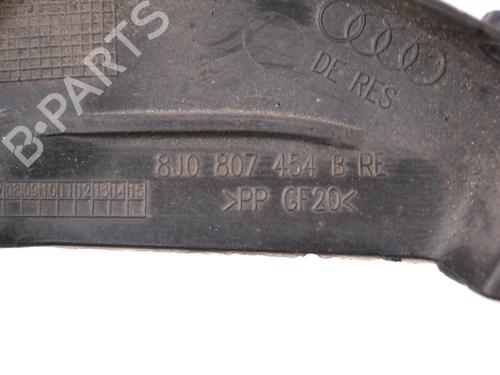 DE RES
8J0 807 454 B RE
>PP GF20<
B-PARTS